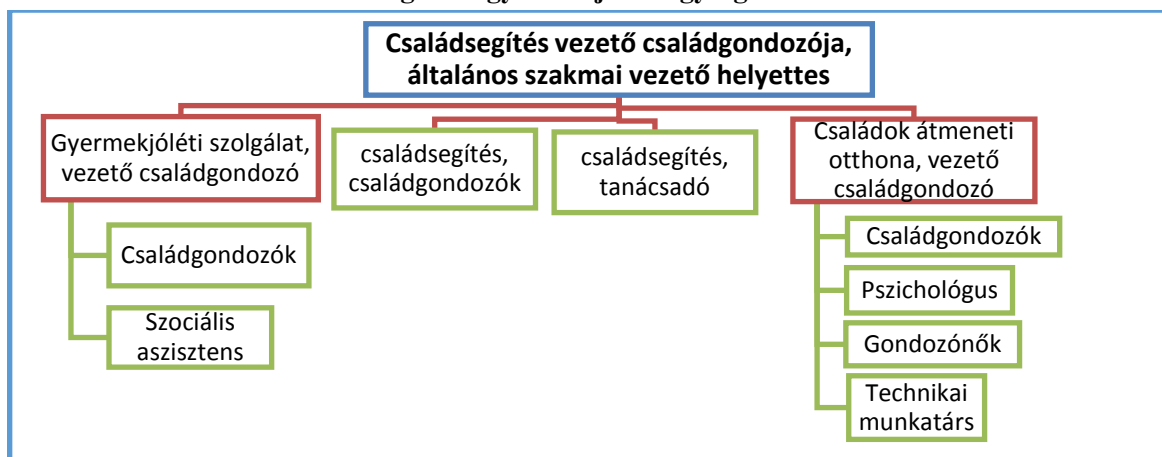 Családsegítés vezető családgondozója,
általános szakmai vezető helyettes
Gyermekjóléti szolgálat,
vezető családgondozó
családsegítés,
családgondozók
családsegítés,
tanácsadó
Családok átmeneti
otthona, vezető
családgondozó
Családgondozók
Szociális
aszisztens
Családgondozók
Pszichológus
Gondozónők
Technikai
munkatárs